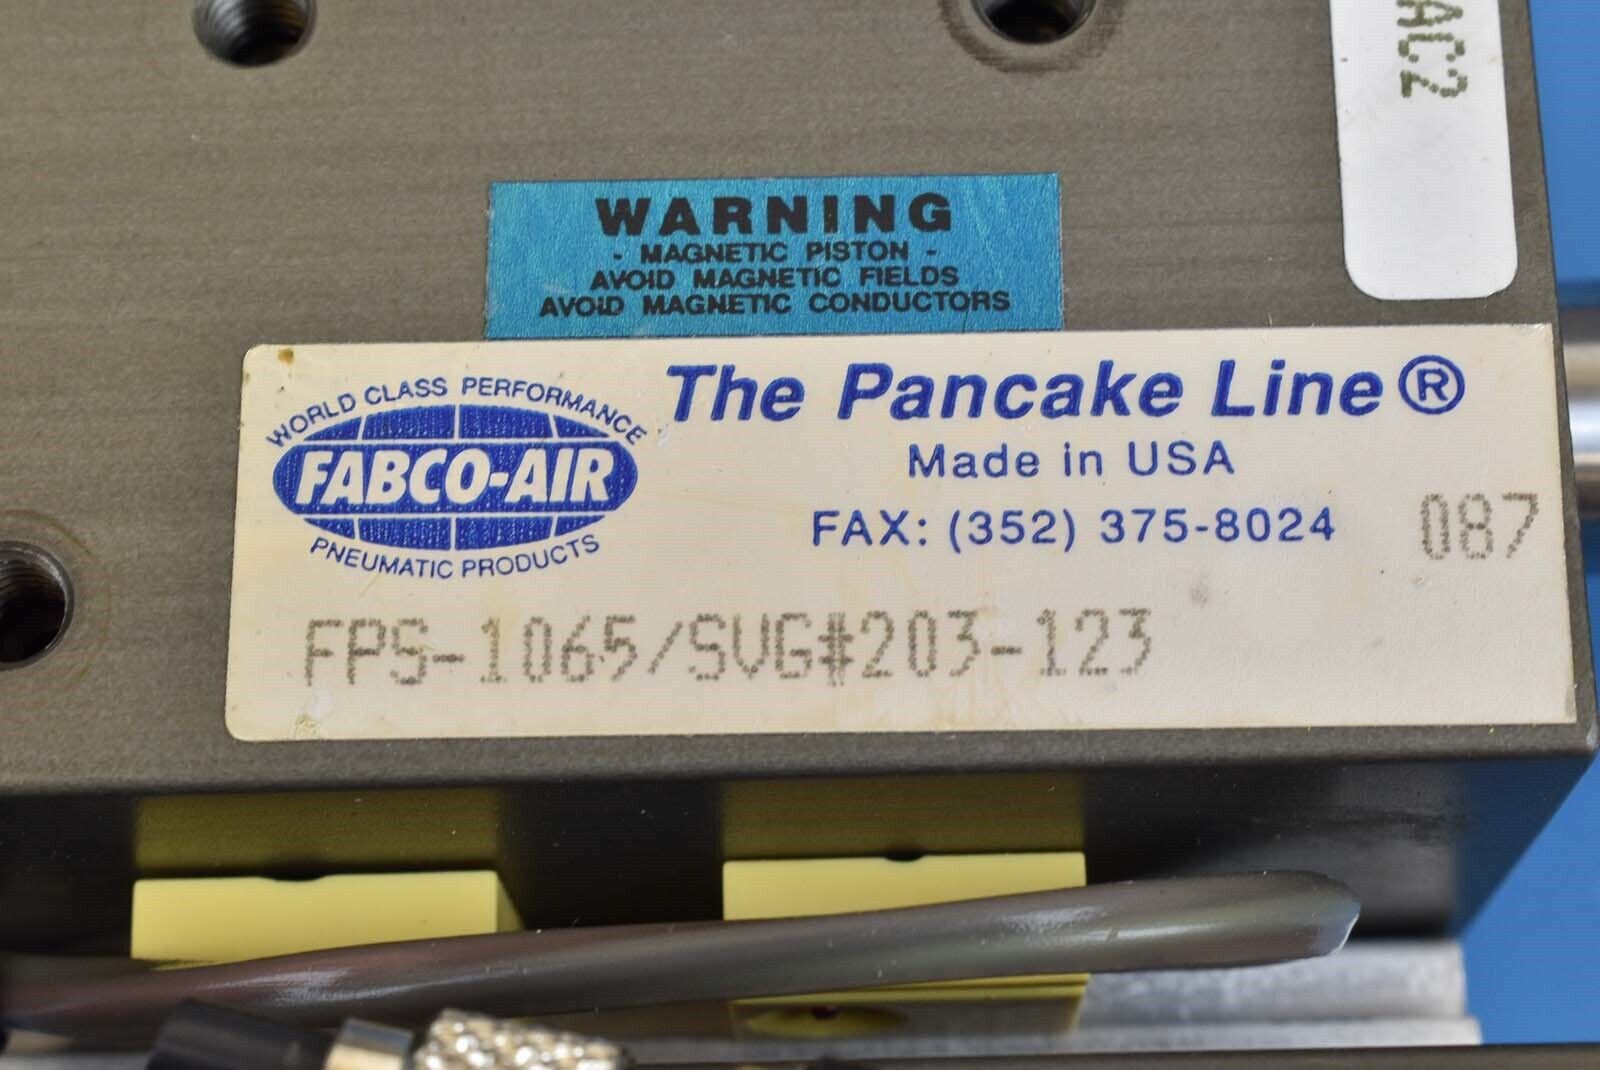 AC2
WARNING
- MAGNETIC PISTON -
AVOID MAGNETIC FIELDS
AVOID MAGNETIC CONDUCTORS
WORLD CLASS PERFORMANCE
FABCO-AIR
PNEUMATIC PRODUCTS
The Pancake Line®
Made in USA
FAX: (352) 375-8024
087
FPS-1065/SVG#203-123